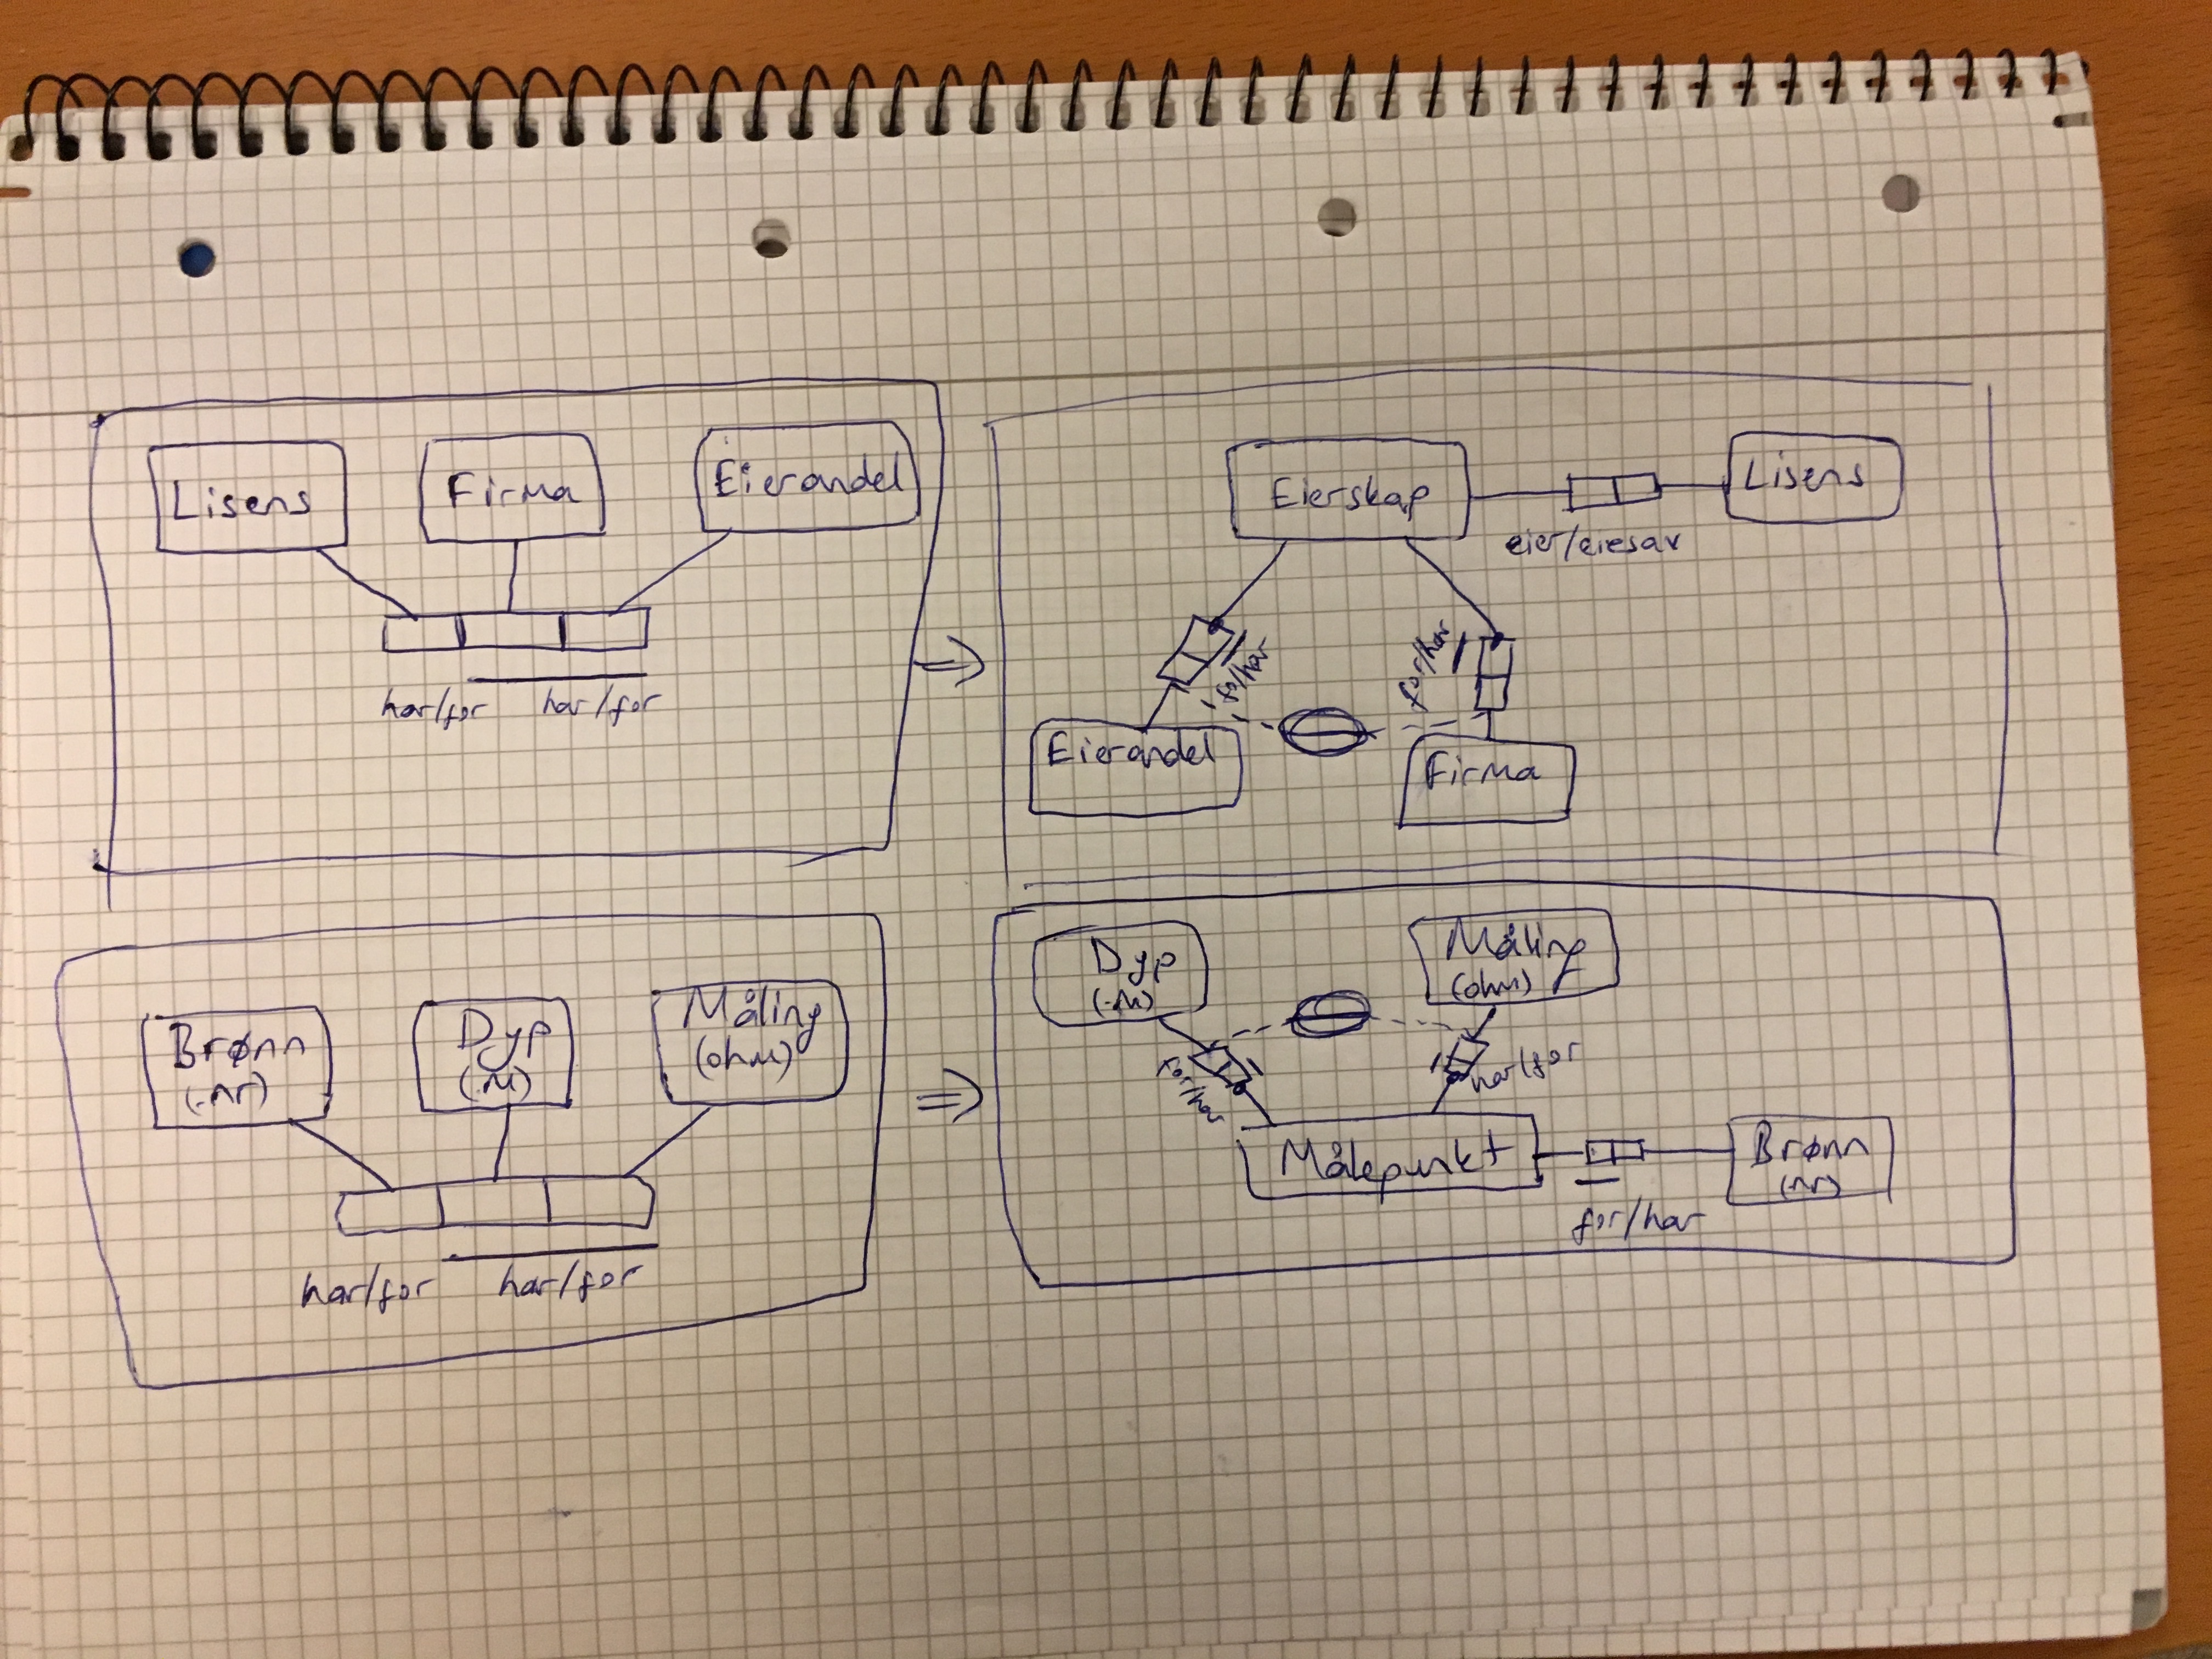 Lisens Firma Eierandel
har/for har/for
⇒
Eierskap Lisens
eier/eiesav
for/har for/har
Eierandel Firma
Brønn Dyp Måling
(-nr) (-m) (ohm)
har/for har/for
⇒
Dyp Måling
(-m) (ohm)
for/har har/for
Målepunkt Brønn
(nr)
for/har